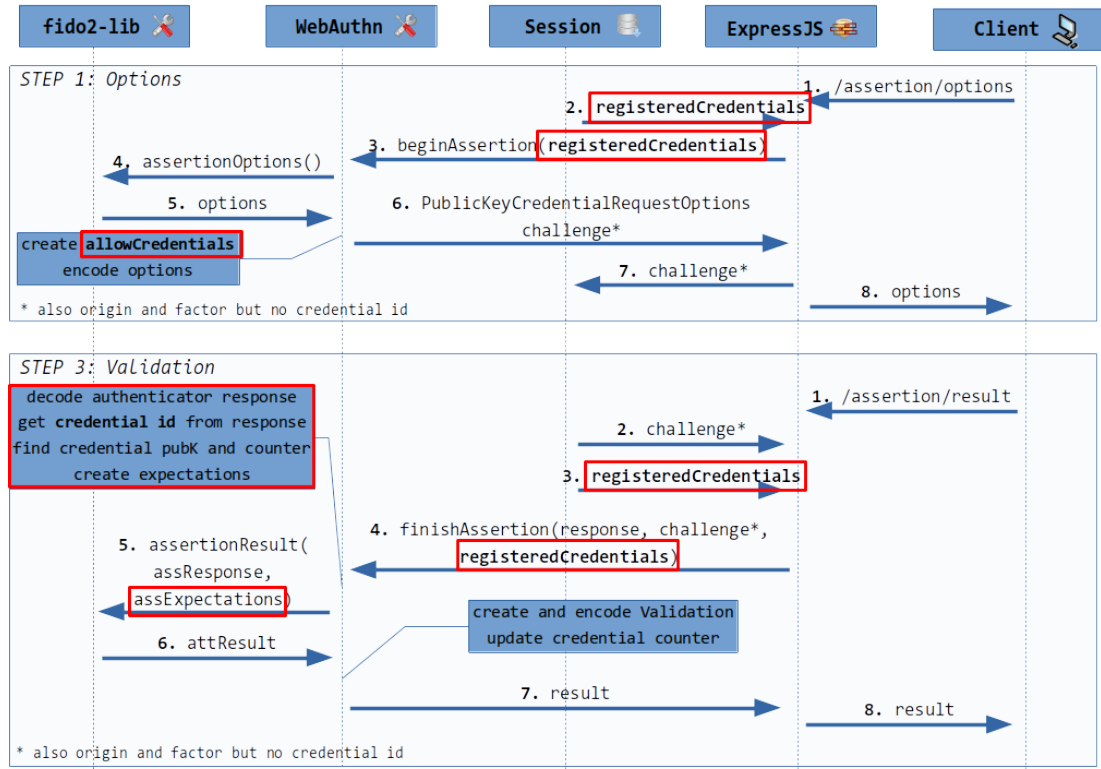 fido2-lib
WebAuthn
Session
ExpressJS
Client
STEP 1: Options
1. /assertion/options
2. registeredCredentials
3. beginAssertion(registeredCredentials)
4. assertionOptions()
5. options
6. PublicKeyCredentialRequestOptions
challenge*
create allowCredentials
encode options
7. challenge*
8. options
* also origin and factor but no credential id
STEP 3: Validation
decode authenticator response
get credential id from response
find credential pubK and counter
create expectations
1. /assertion/result
2. challenge*
3. registeredCredentials
4. finishAssertion(response, challenge*,
registeredCredentials)
5. assertionResult(
assResponse,
assExpectations)
create and encode Validation
update credential counter
6. attResult
7. result
8. result
* also origin and factor but no credential id